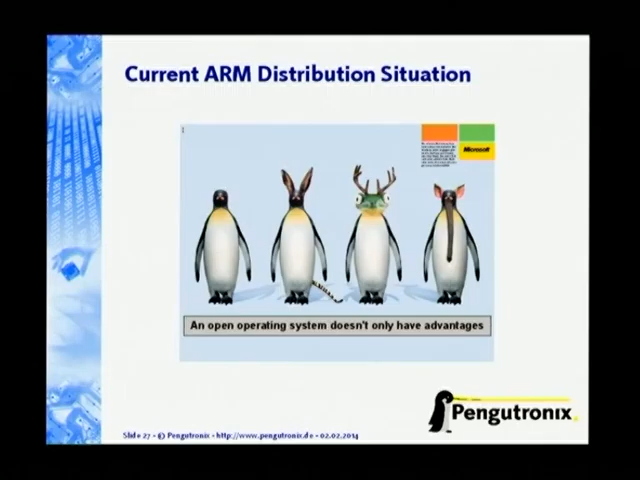 Current ARM Distribution Situation
Microsoft
An open operating system doesn't only have advantages
Pengutronix
Slide 27 - © Pengutronix - http://www.pengutronix.de - 02.02.2014